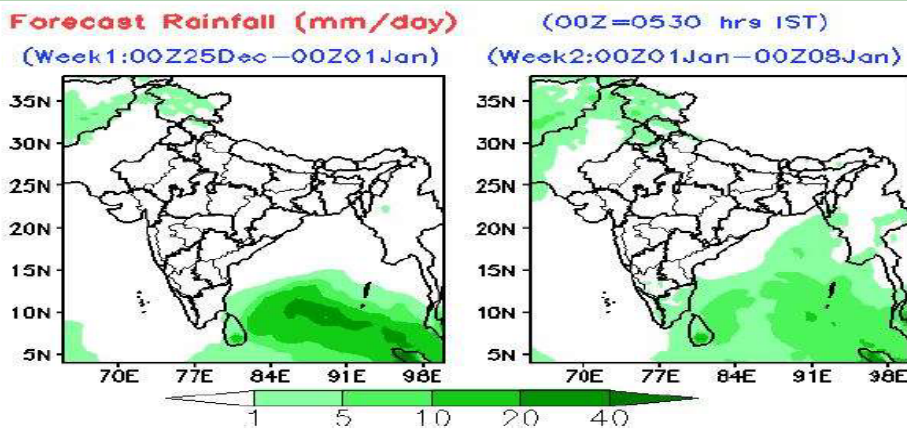 Forecast Rainfall (mm/day) (00Z=0530 hrs IST)
(Week1:00Z25Dec-00Z01Jan) (Week2:00Z01Jan-00Z08Jan)
35N 35N
30N 30N
25N 25N
20N 20N
15N 15N
10N 10N
5N 5N
70E 77E 84E 91E 98E 70E 77E 84E 91E 98E
1 5 10 20 40